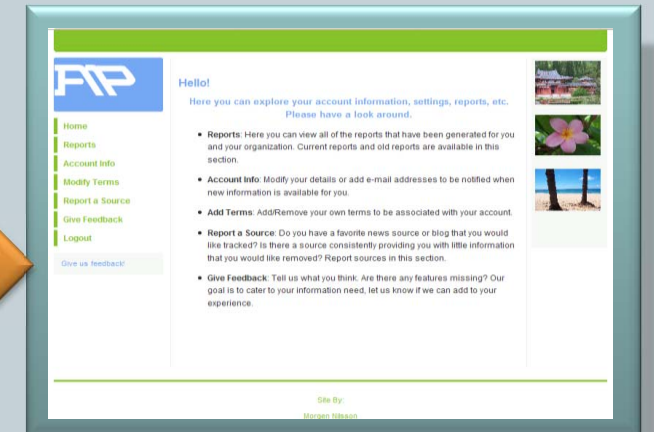 Home
Reports
Account Info
Modify Terms
Report a Source
Give Feedback
Logout
Give us feedback!
Hello!
Here you can explore your account information, settings, reports, etc.
Please have a look around.
• Reports: Here you can view all of the reports that have been generated for you
and your organization. Current reports and old reports are available in this
section.
• Account Info: Modify your details or add e-mail addresses to be notified when
new information is available for you.
• Add Terms: Add/Remove your own terms to be associated with your account.
• Report a Source: Do you have a favorite news source or blog that you would
like tracked? Is there a source consistently providing you with little information
that you would like removed? Report sources in this section.
• Give Feedback: Tell us what you think. Are there any features missing? Our
goal is to cater to your information need, let us know if we can add to your
experience.
Site By:
Morgen Nilsson